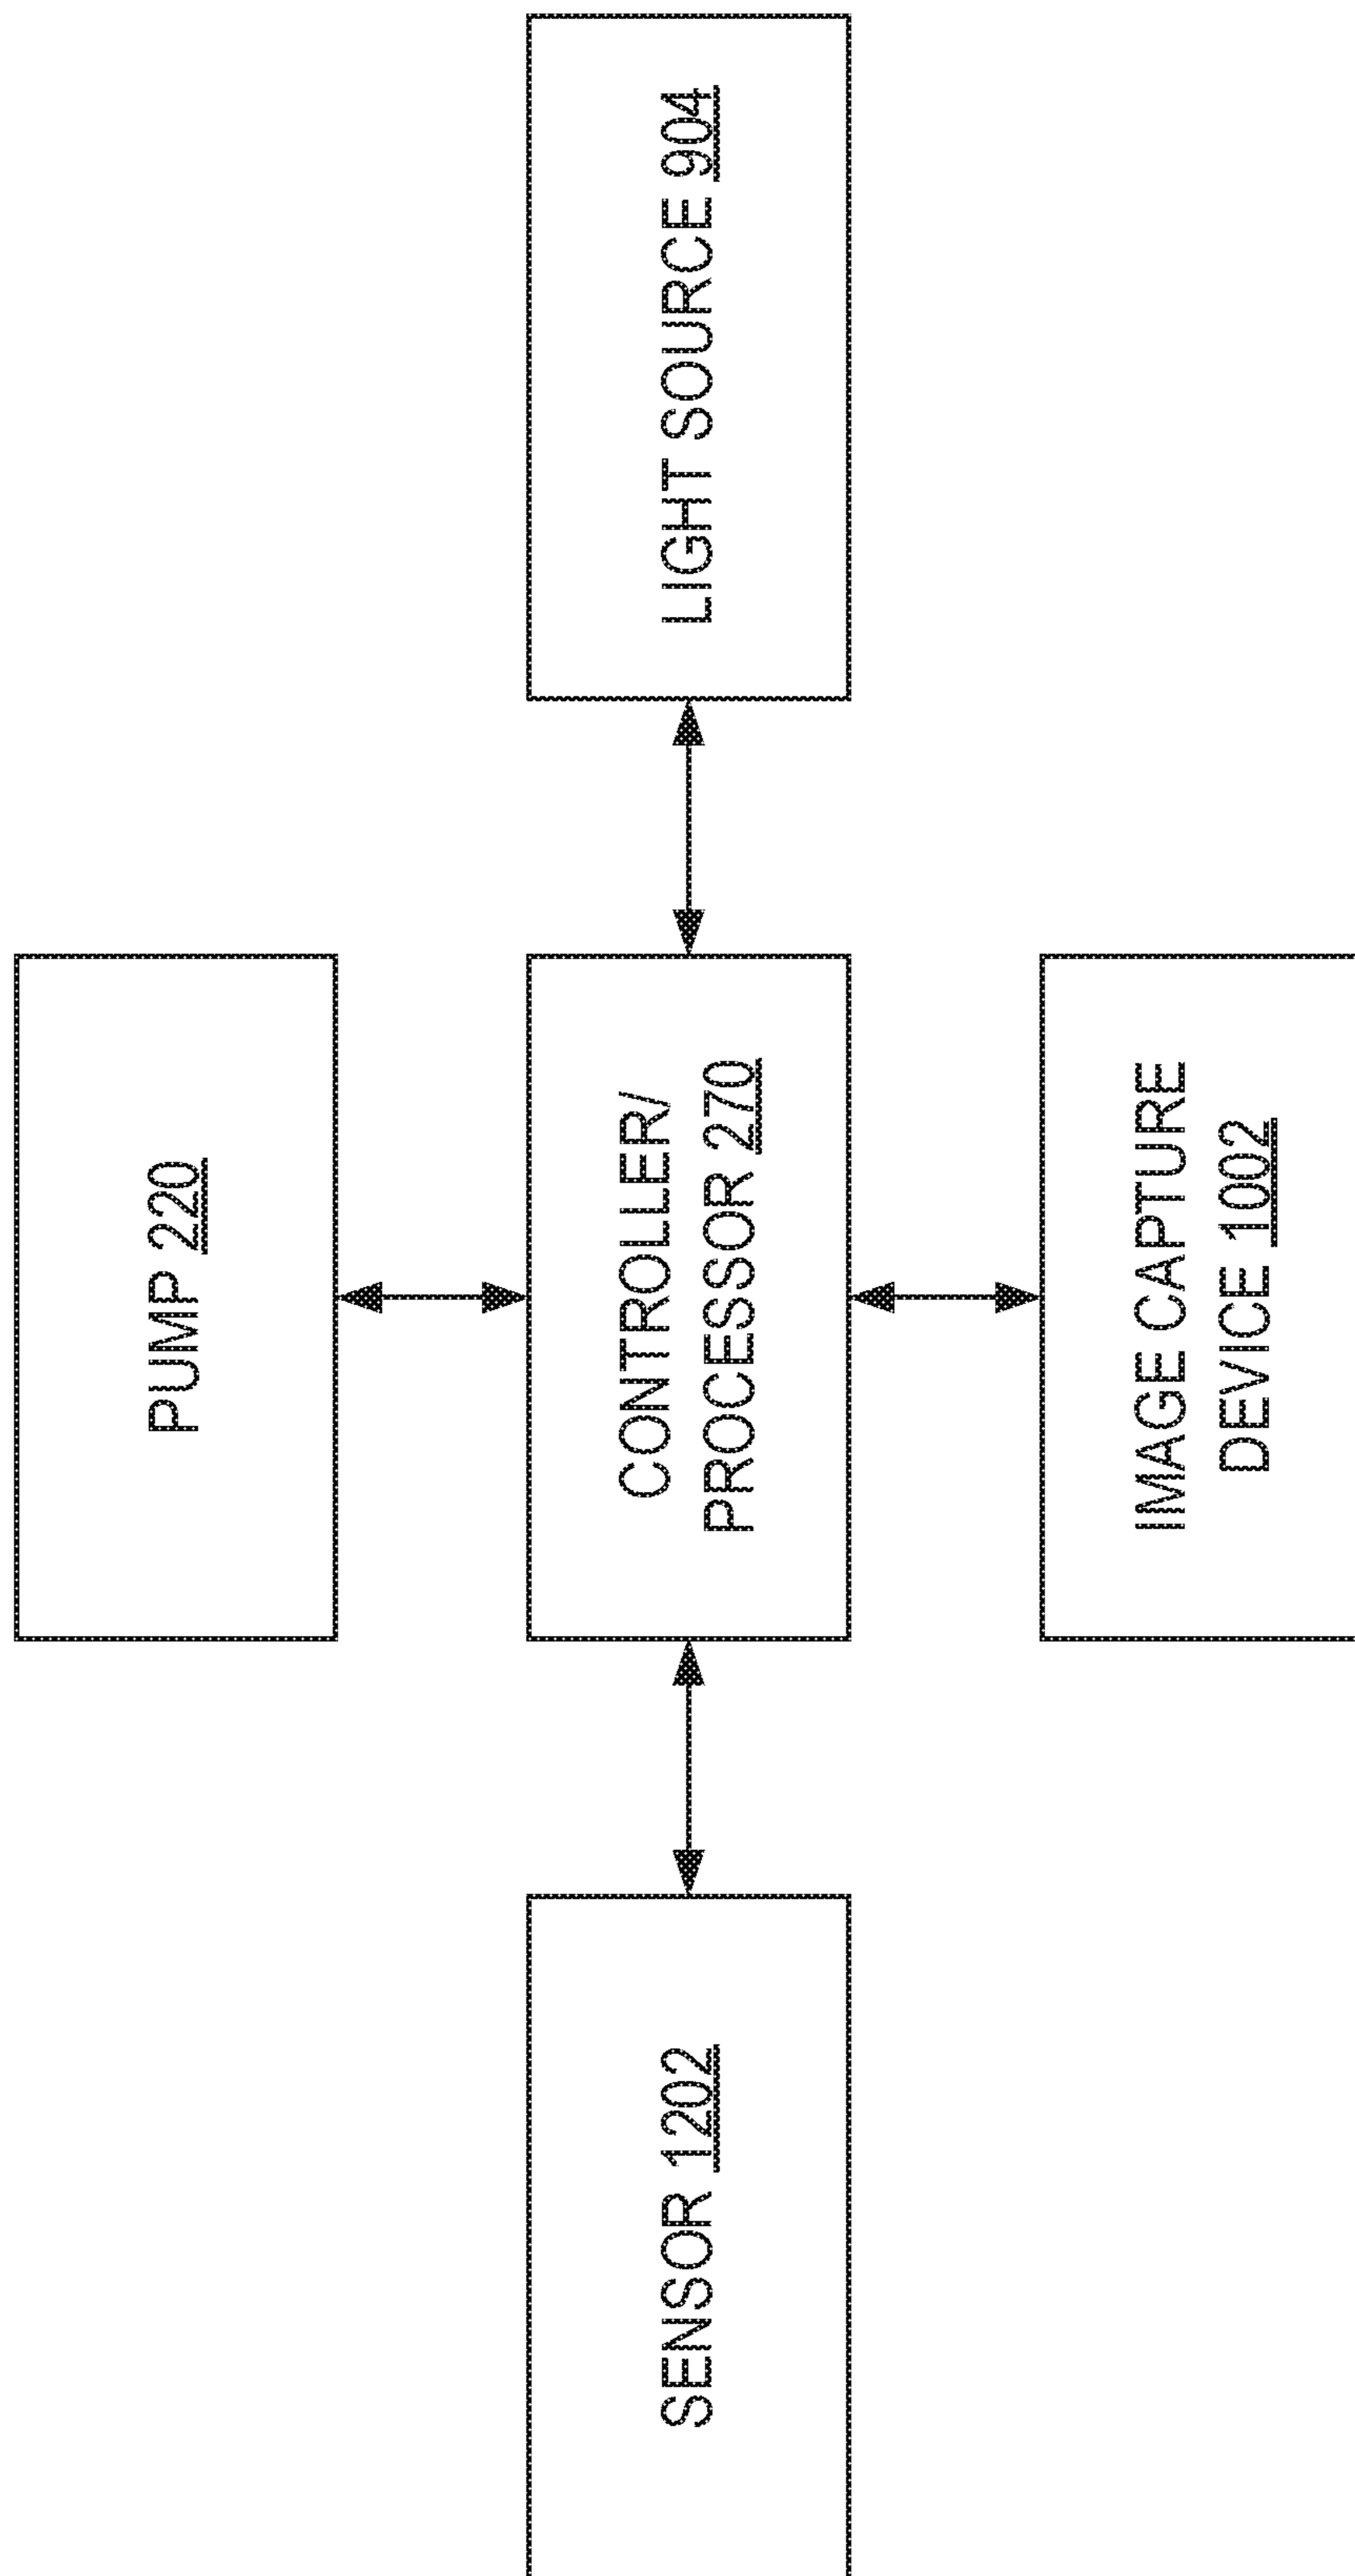 PUMP 220
SENSOR 1202
CONTROLLER/
PROCESSOR 270
LIGHT SOURCE 904
IMAGE CAPTURE
DEVICE 1002